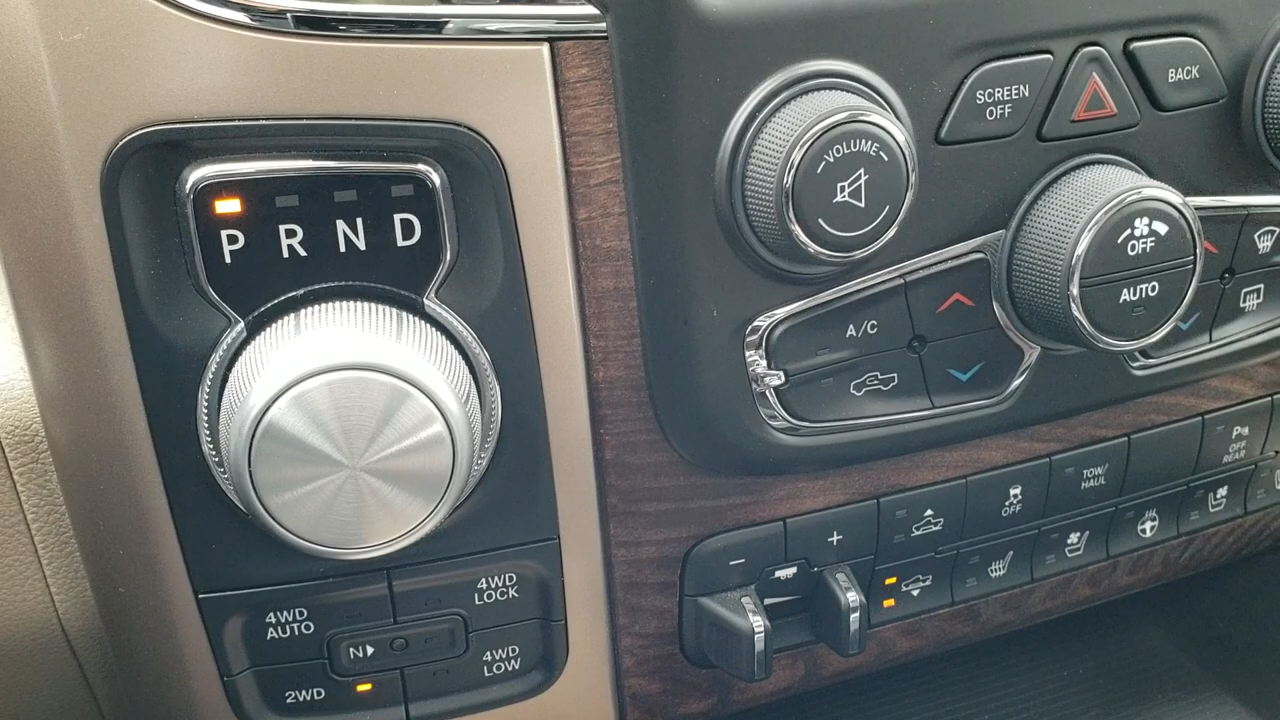 P R N D
4WD
AUTO
4WD
LOCK
N
2WD
4WD
LOW
VOLUME
SCREEN
OFF
BACK
OFF
AUTO
A/C
OFF
TOW/
HAUL
P
OFF
REAR
- +